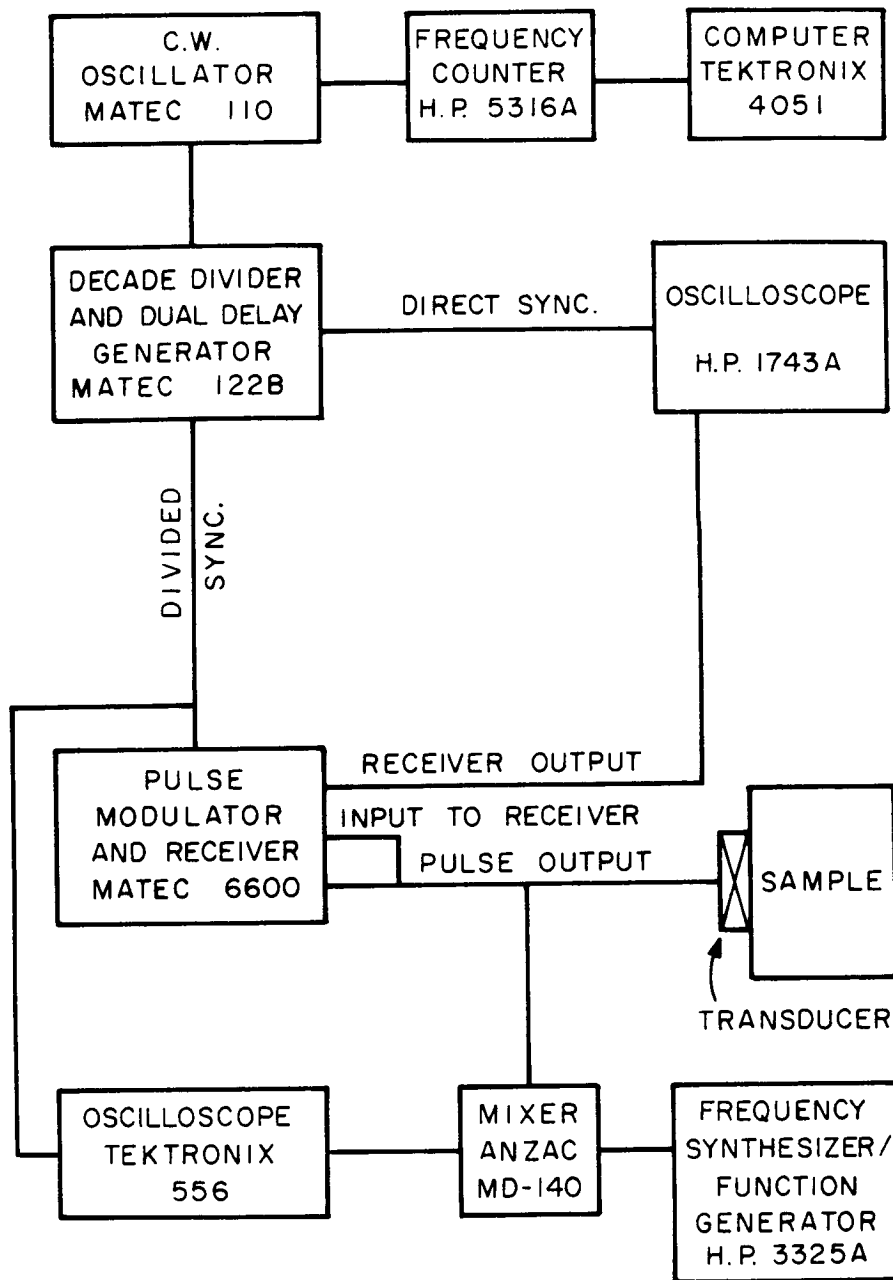 C.W.
OSCILLATOR
MATEC 110
FREQUENCY
COUNTER
H.P. 5316A
COMPUTER
TEKTRONIX
4051
DECADE DIVIDER
AND DUAL DELAY
GENERATOR
MATEC 122B
DIRECT SYNC.
OSCILLOSCOPE
H.P. 1743A
DIVIDED
SYNC.
PULSE
MODULATOR
AND RECEIVER
MATEC 6600
RECEIVER OUTPUT
INPUT TO RECEIVER
PULSE OUTPUT
SAMPLE
TRANSDUCER
OSCILLOSCOPE
TEKTRONIX
556
MIXER
ANZAC
MD-140
FREQUENCY
SYNTHESIZER/
FUNCTION
GENERATOR
H.P. 3325A